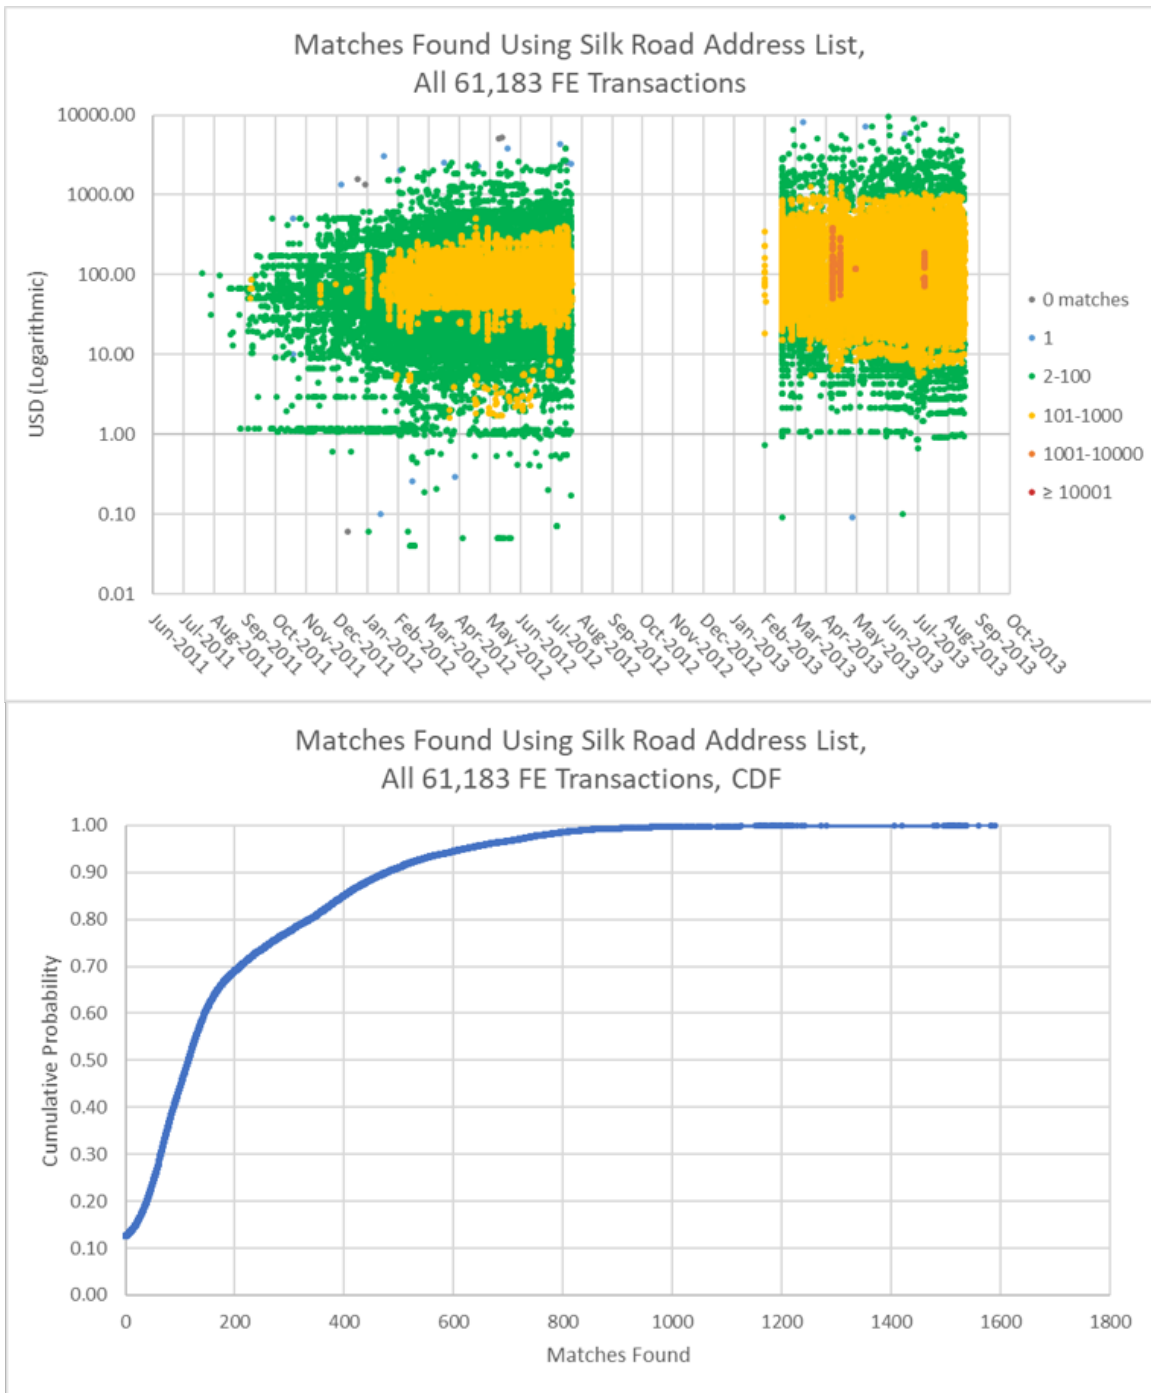 Matches Found Using Silk Road Address List,
All 61,183 FE Transactions
10000.00
1000.00
100.00
10.00
1.00
0.10
0.01
USD (Logarithmic)
0 matches
1
2-100
101-1000
1001-10000
≥ 10001
Jun-2011
Jul-2011
Aug-2011
Sep-2011
Oct-2011
Nov-2011
Dec-2011
Jan-2012
Feb-2012
Mar-2012
Apr-2012
May-2012
Jun-2012
Jul-2012
Aug-2012
Sep-2012
Oct-2012
Nov-2012
Dec-2012
Jan-2013
Feb-2013
Mar-2013
Apr-2013
May-2013
Jun-2013
Jul-2013
Aug-2013
Sep-2013
Oct-2013
Matches Found Using Silk Road Address List,
All 61,183 FE Transactions, CDF
1.00
0.90
0.80
0.70
0.60
0.50
0.40
0.30
0.20
0.10
0.00
Cumulative Probability
0
200
400
600
800
1000
1200
1400
1600
1800
Matches Found